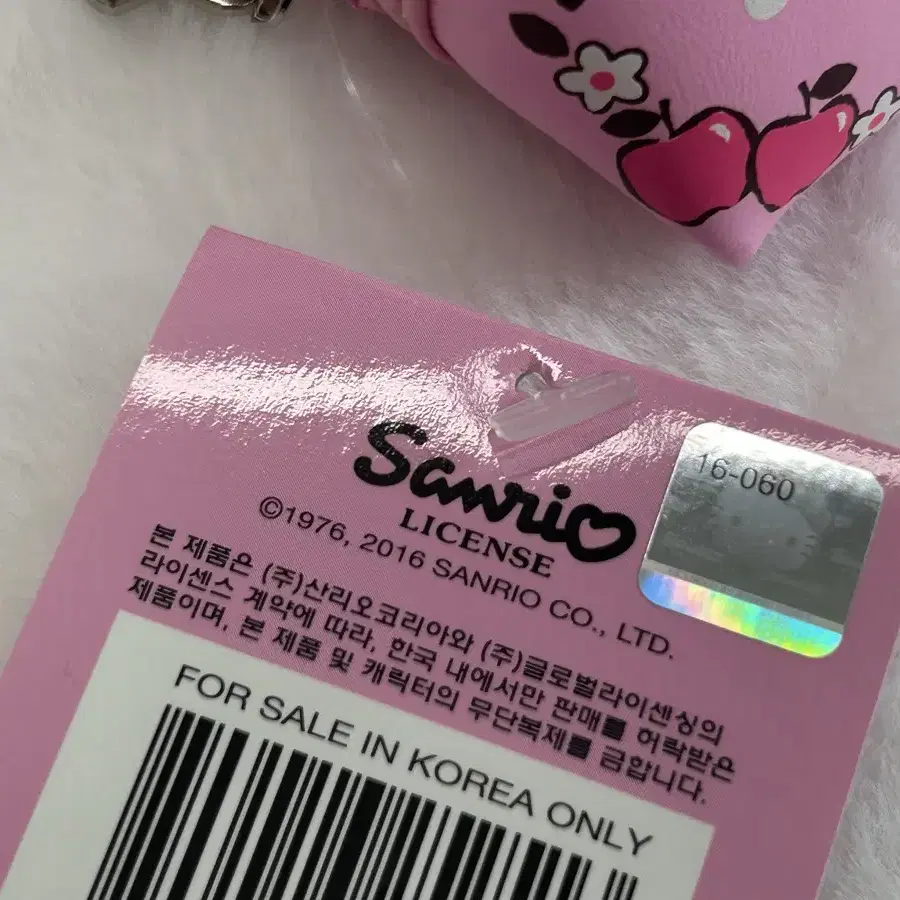 Sanrio
LICENSE
©1976, 2016 SANRIO CO., LTD.
16-060
본 제품은 (주)산리오코리아와 (주)글로벌라이센싱의
라이센스 계약에 따라, 한국 내에서만 판매를 허락받은
제품이며, 본 제품 및 캐릭터의 무단복제를 금합니다.
FOR SALE IN KOREA ONLY